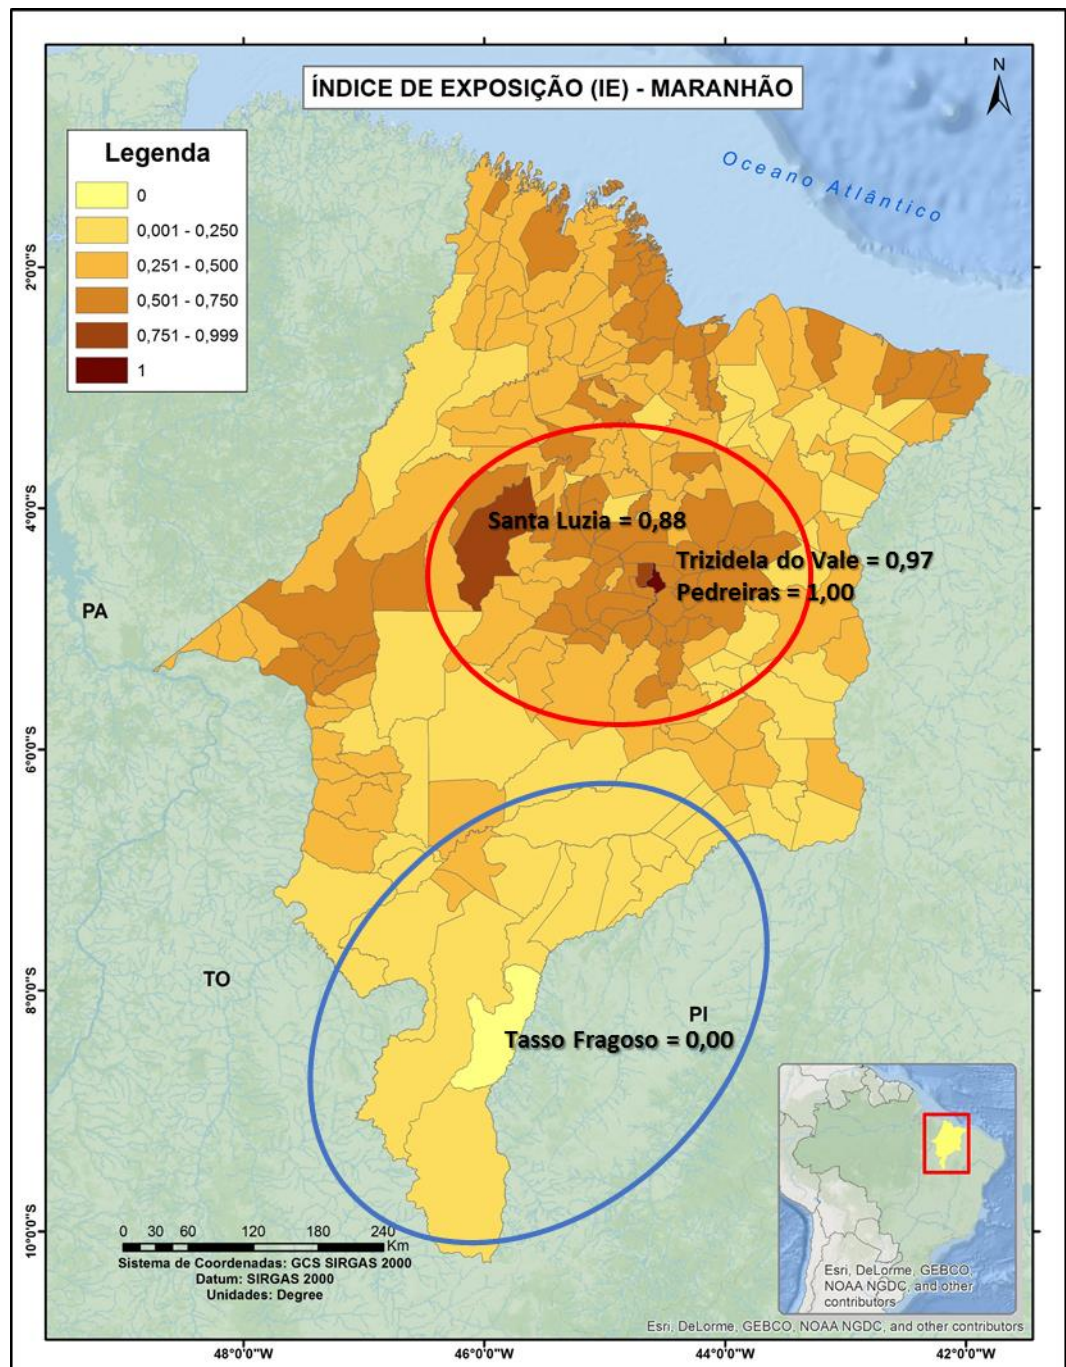 ÍNDICE DE EXPOSIÇÃO (IE) - MARANHÃO
N
Legenda
0
0,001 - 0,250
0,251 - 0,500
0,501 - 0,750
0,751 - 0,999
1
Oceano Atlântico
2°0'0"S
4°0'0"S
6°0'0"S
8°0'0"S
10°0'0"S
Santa Luzia = 0,88
Trizidela do Vale = 0,97
Pedreiras = 1,00
PA
TO
PI
Tasso Fragoso = 0,00
0 30 60 120 180 240
Km
Sistema de Coordenadas: GCS SIRGAS 2000
Datum: SIRGAS 2000
Unidades: Degree
Esri, DeLorme, GEBCO,
NOAA NGDC, and other
contributors
Esri, DeLorme, GEBCO, NOAA NGDC, and other contributors
48°0'0"W 46°0'0"W 44°0'0"W 42°0'0"W